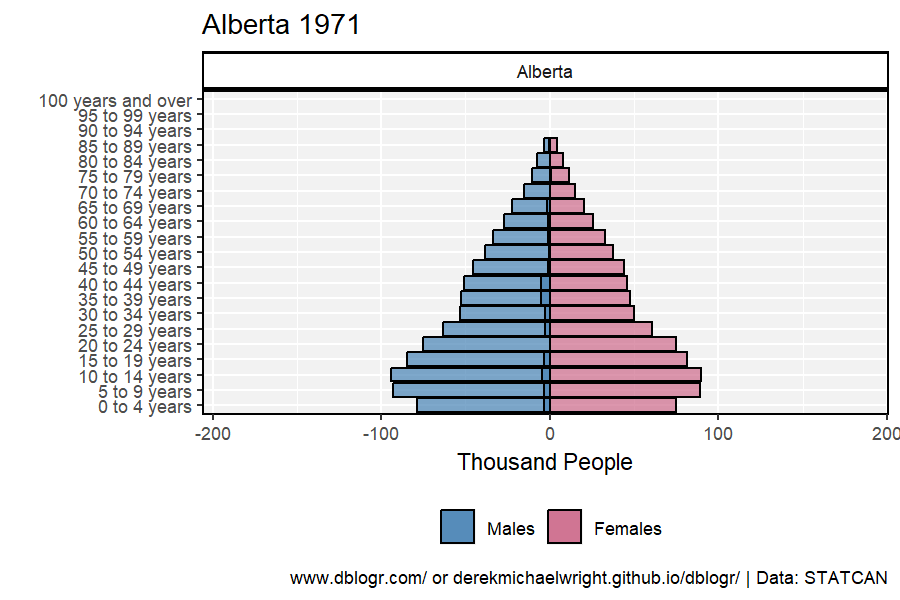 Alberta 1971
Alberta
100 years and over
95 to 99 years
90 to 94 years
85 to 89 years
80 to 84 years
75 to 79 years
70 to 74 years
65 to 69 years
60 to 64 years
55 to 59 years
50 to 54 years
45 to 49 years
40 to 44 years
35 to 39 years
30 to 34 years
25 to 29 years
20 to 24 years
15 to 19 years
10 to 14 years
5 to 9 years
0 to 4 years
-200 -100 0 100 200
Thousand People
Males Females
www.dblogr.com/ or derekmichaelwright.github.io/dblogr/ | Data: STATCAN